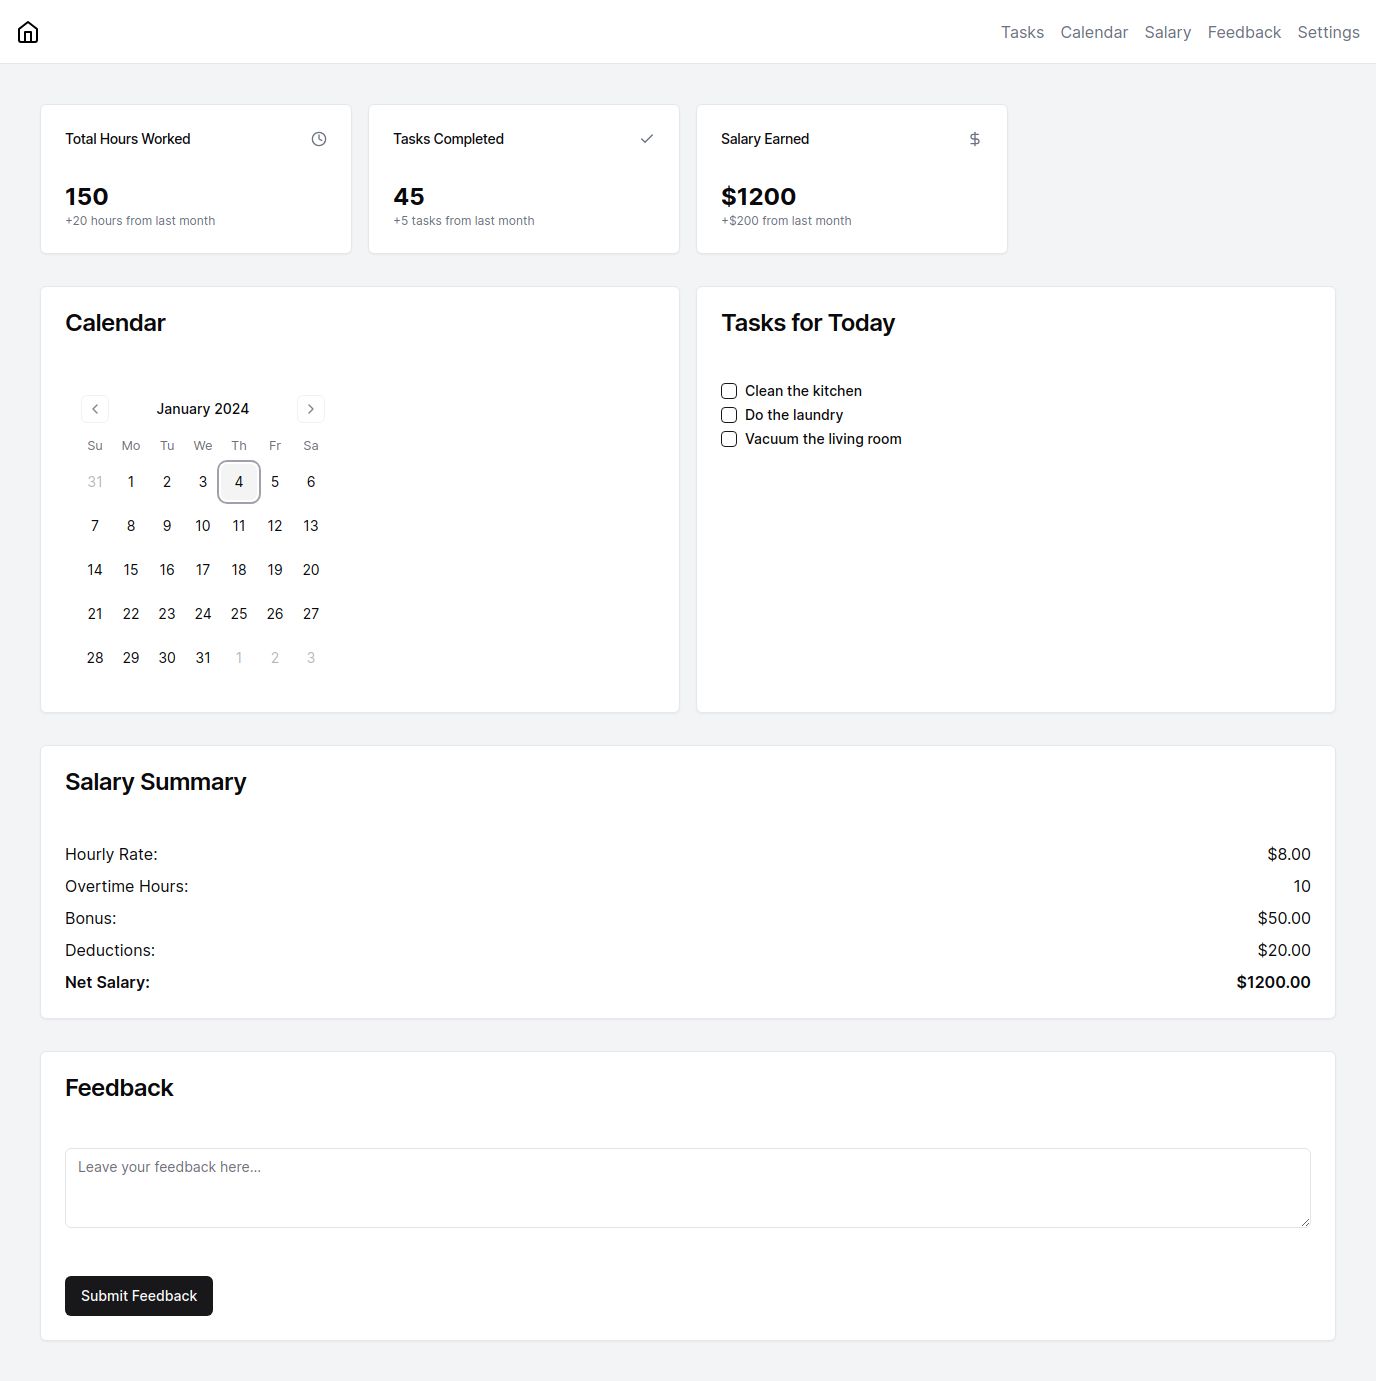 Tasks Calendar Salary Feedback Settings
Total Hours Worked
150
+20 hours from last month
Tasks Completed
45
+5 tasks from last month
Salary Earned
$1200
+$200 from last month
Calendar
January 2024
Su Mo Tu We Th Fr Sa
31 1 2 3 4 5 6
7 8 9 10 11 12 13
14 15 16 17 18 19 20
21 22 23 24 25 26 27
28 29 30 31 1 2 3
Tasks for Today
Clean the kitchen
Do the laundry
Vacuum the living room
Salary Summary
Hourly Rate: $8.00
Overtime Hours: 10
Bonus: $50.00
Deductions: $20.00
Net Salary: $1200.00
Feedback
Leave your feedback here...
Submit Feedback